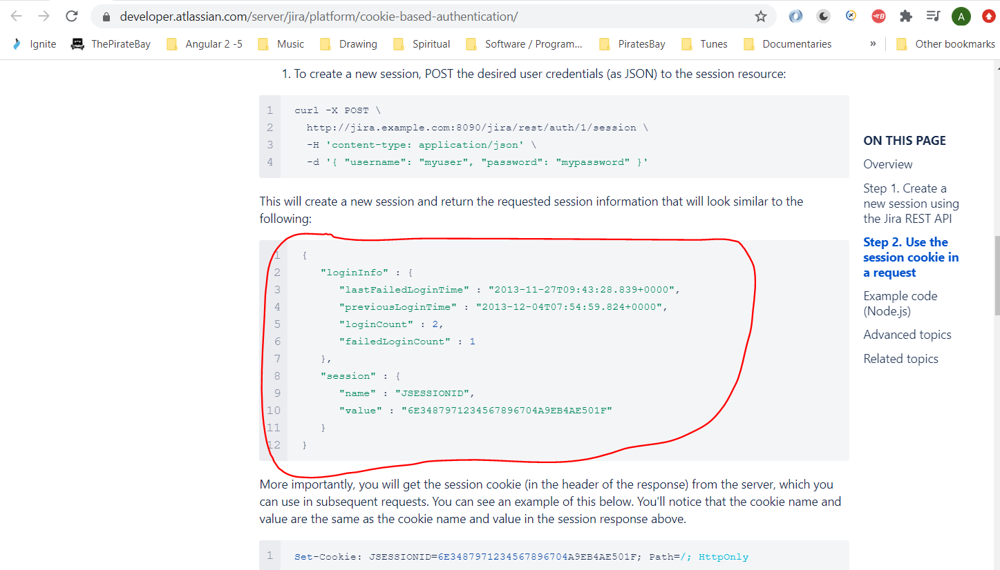 developer.atlassian.com/server/jira/platform/cookie-based-authentication/
A
Ignite ThePirateBay Angular 2 -5 Music Drawing Spiritual Software / Program... PiratesBay Tunes Documentaries » Other bookmarks
1. To create a new session, POST the desired user credentials (as JSON) to the session resource:
1 curl -X POST \
2 http://jira.example.com:8090/jira/rest/auth/1/session \
3 -H 'content-type: application/json' \
4 -d '{ "username": "myuser", "password": "mypassword" }'
This will create a new session and return the requested session information that will look similar to the
following:
1 {
2 "loginInfo" : {
3 "lastFailedLoginTime" : "2013-11-27T09:43:28.839+0000",
4 "previousLoginTime" : "2013-12-04T07:54:59.824+0000",
5 "loginCount" : 2,
6 "failedLoginCount" : 1
7 },
8 "session" : {
9 "name" : "JSESSIONID",
10 "value" : "6E3487971234567896704A9EB4AE501F"
11 }
12 }
More importantly, you will get the session cookie (in the header of the response) from the server, which you
can use in subsequent requests. You can see an example of this below. You'll notice that the cookie name and
value are the same as the cookie name and value in the session response above.
1 Set-Cookie: JSESSIONID=6E3487971234567896704A9EB4AE501F; Path=/; HttpOnly
ON THIS PAGE
Overview
Step 1. Create a
new session using
the Jira REST API
Step 2. Use the
session cookie in
a request
Example code
(Node.js)
Advanced topics
Related topics